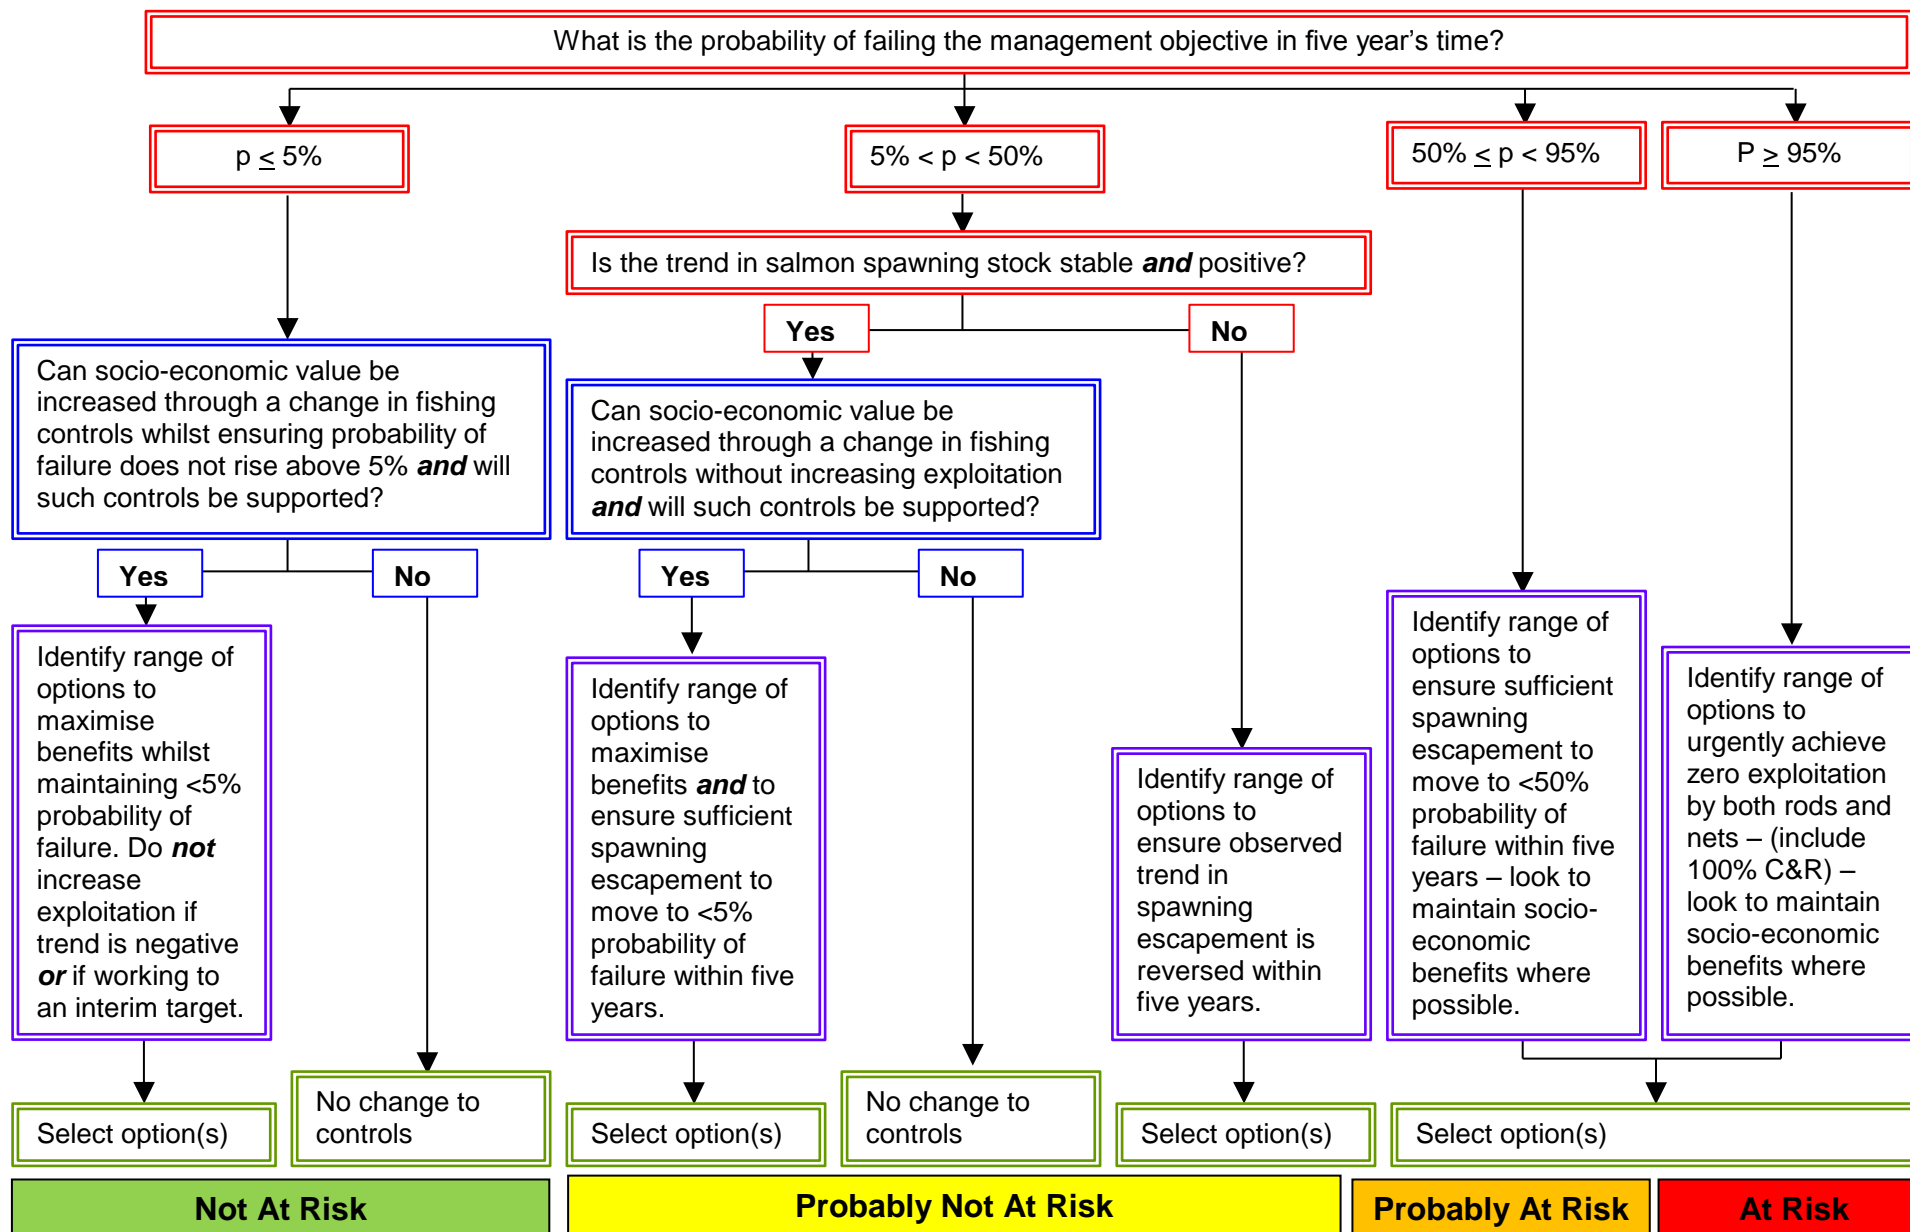 What is the probability of failing the management objective in five year’s time?
p ≤ 5%
5% < p < 50%
50% ≤ p < 95%
P ≥ 95%
Is the trend in salmon spawning stock stable and positive?
Yes
No
Can socio-economic value be
increased through a change in fishing
controls whilst ensuring probability of
failure does not rise above 5% and will
such controls be supported?
Can socio-economic value be
increased through a change in fishing
controls without increasing exploitation
and will such controls be supported?
Yes
No
Yes
No
Identify range of
options to
maximise
benefits whilst
maintaining <5%
probability of
failure. Do not
increase
exploitation if
trend is negative
or if working to
an interim target.
Identify range of
options to
maximise
benefits and to
ensure sufficient
spawning
escapement to
move to <5%
probability of
failure within five
years.
Identify range of
options to
ensure observed
trend in
spawning
escapement is
reversed within
five years.
Identify range of
options to
ensure sufficient
spawning
escapement to
move to <50%
probability of
failure within five
years – look to
maintain socio-
economic
benefits where
possible.
Identify range of
options to
urgently achieve
zero exploitation
by both rods and
nets – (include
100% C&R) –
look to maintain
socio-economic
benefits where
possible.
Select option(s)
No change to
controls
Select option(s)
No change to
controls
Select option(s)
Select option(s)
Not At Risk
Probably Not At Risk
Probably At Risk
At Risk